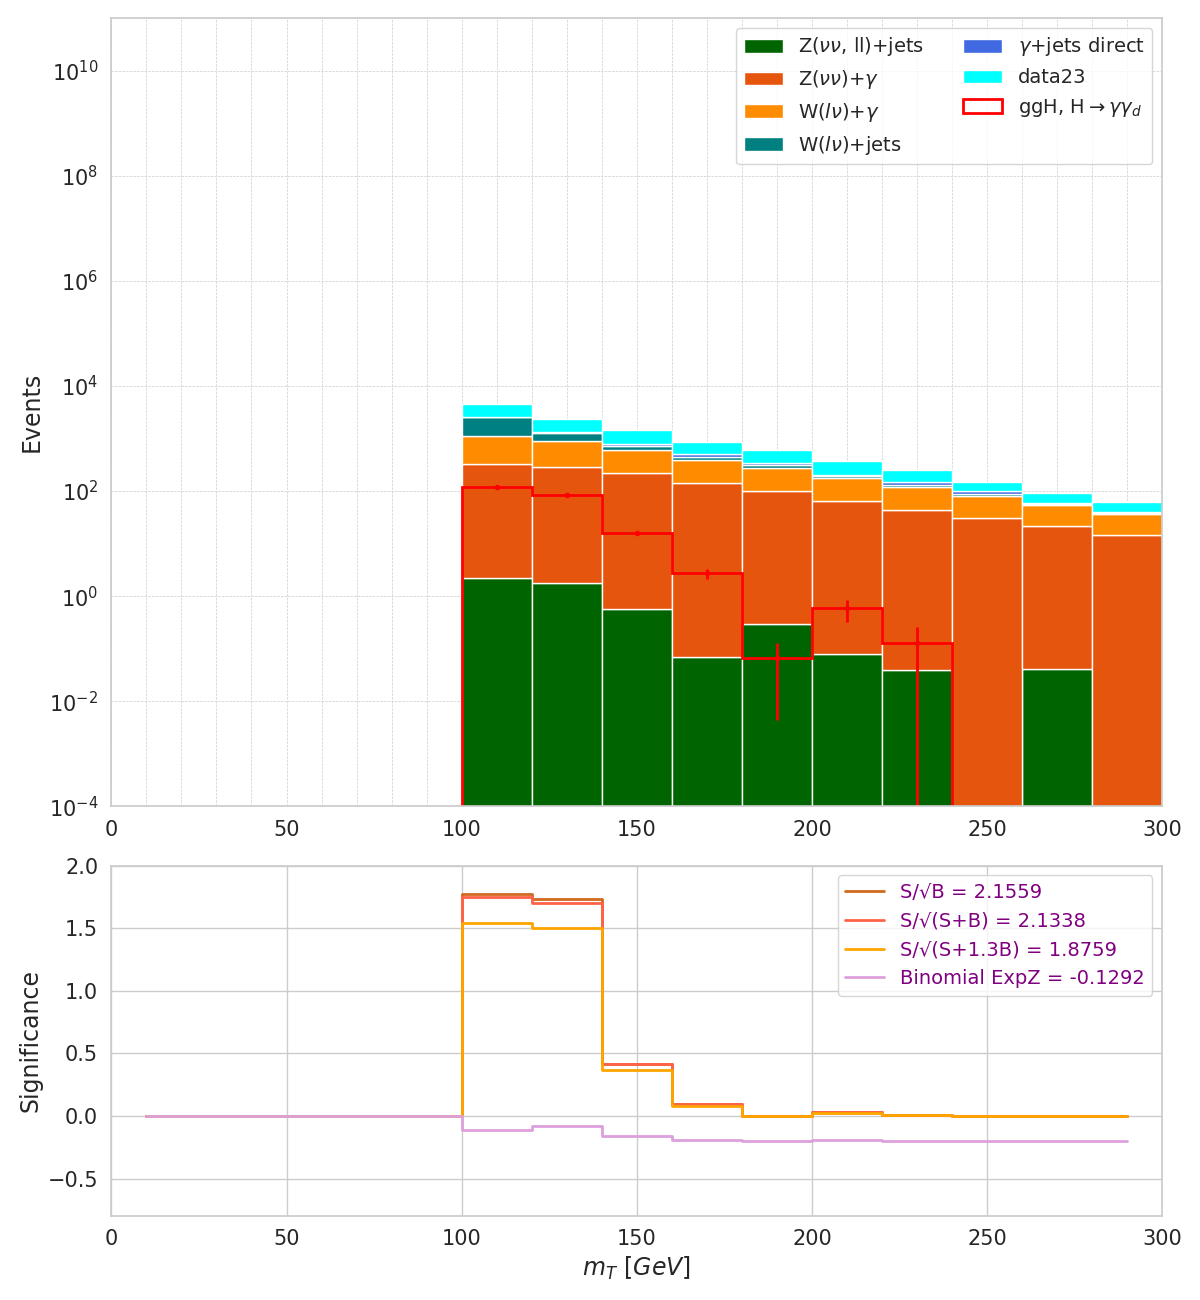 Z(νν, ll)+jets
Z(νν)+γ
W(lν)+γ
W(lν)+jets
γ+jets direct
data23
ggH, H → γγ_d
Events
10^10
10^8
10^6
10^4
10^2
10^0
10^−2
10^−4
0 50 100 150 200 250 300
Significance
2.0
1.5
1.0
0.5
0.0
−0.5
S/√B = 2.1559
S/√(S+B) = 2.1338
S/√(S+1.3B) = 1.8759
Binomial ExpZ = -0.1292
0 50 100 150 200 250 300
m_T [GeV]